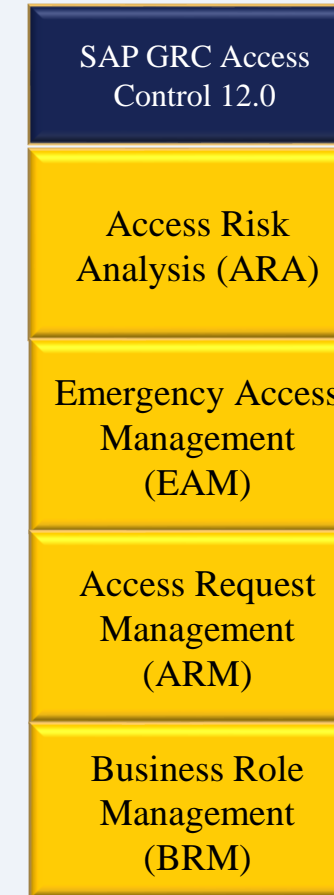 SAP GRC Access
Control 12.0
Access Risk
Analysis (ARA)
Emergency Access
Management
(EAM)
Access Request
Management
(ARM)
Business Role
Management
(BRM)